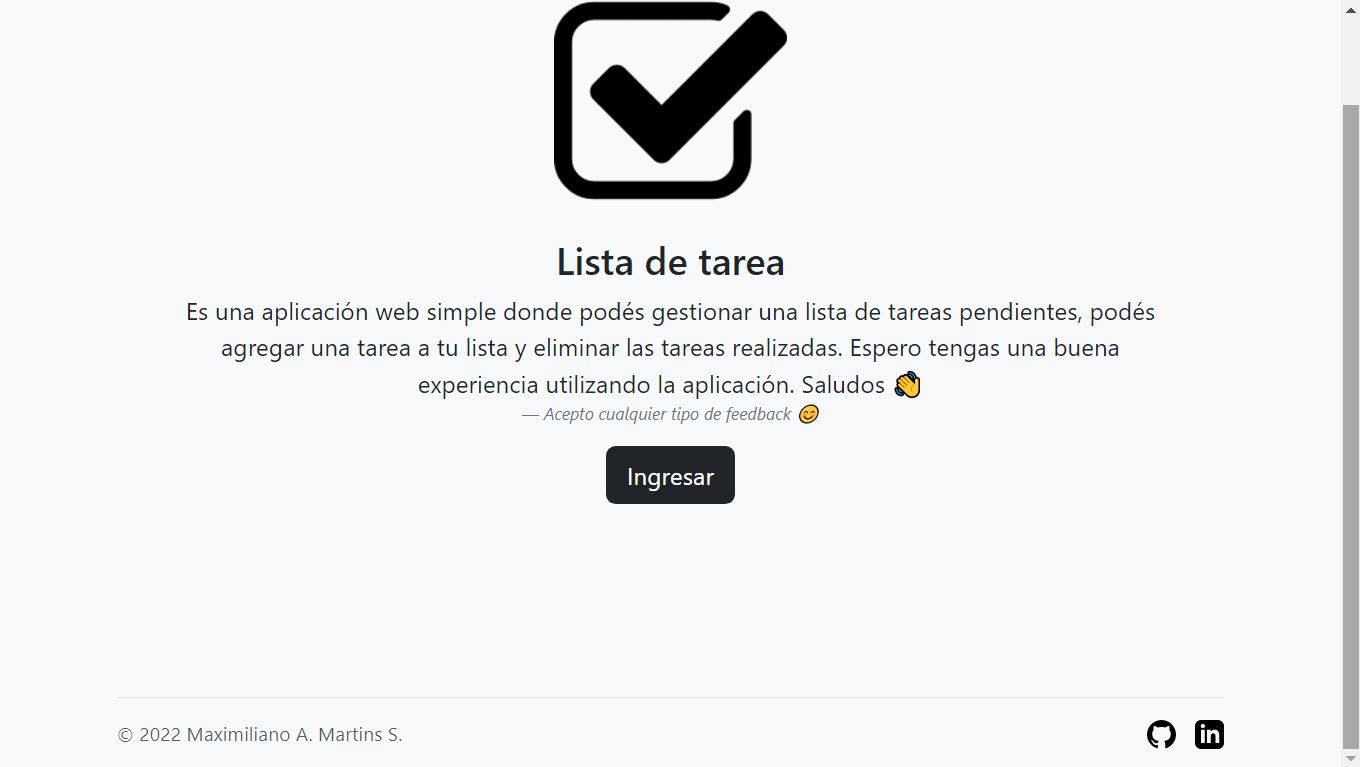 Lista de tarea
Es una aplicación web simple donde podés gestionar una lista de tareas pendientes, podés
agregar una tarea a tu lista y eliminar las tareas realizadas. Espero tengas una buena
experiencia utilizando la aplicación. Saludos 👋
— Acepto cualquier tipo de feedback 😊
Ingresar
© 2022 Maximiliano A. Martins S.
in